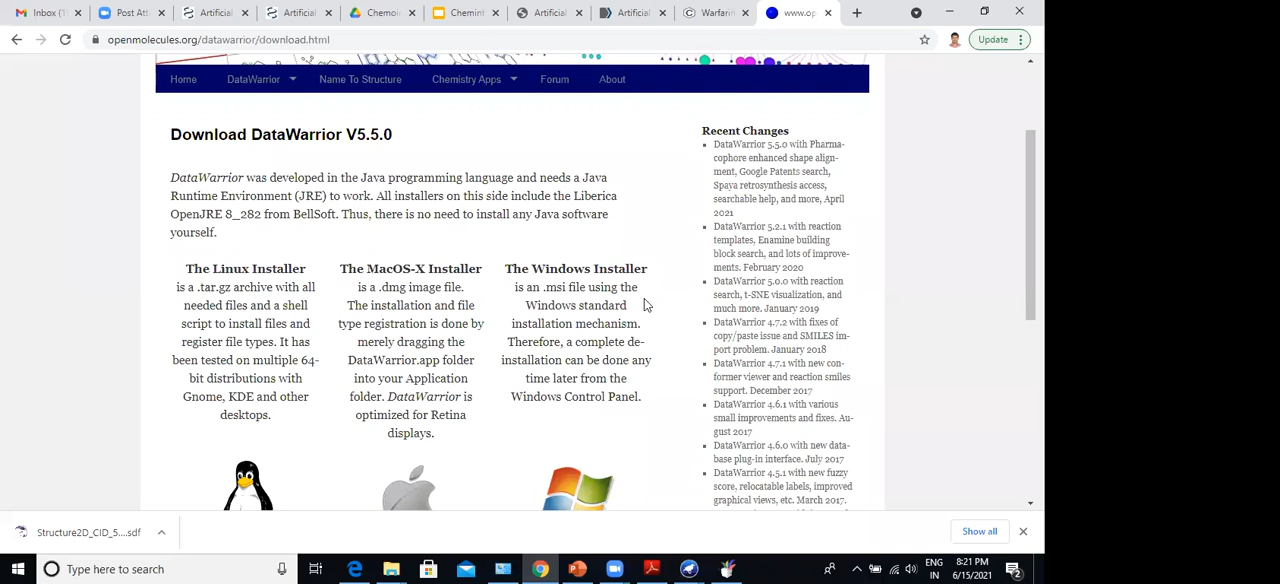 Inbox (1
Post Att
Artificial
Artificial
Chemoin
Chemint
Artificial
Artificial
Warfarin
www.op
openmolecules.org/datawarrior/download.html
Update
Home
DataWarrior
Name To Structure
Chemistry Apps
Forum
About
Download DataWarrior V5.5.0
DataWarrior was developed in the Java programming language and needs a Java
Runtime Environment (JRE) to work. All installers on this side include the Liberica
OpenJRE 8_282 from BellSoft. Thus, there is no need to install any Java software
yourself.
The Linux Installer
is a .tar.gz archive with all
needed files and a shell
script to install files and
register file types. It has
been tested on multiple 64-
bit distributions with
Gnome, KDE and other
desktops.
The MacOS-X Installer
is a .dmg image file.
The installation and file
type registration is done by
merely dragging the
DataWarrior.app folder
into your Application
folder. DataWarrior is
optimized for Retina
displays.
The Windows Installer
is an .msi file using the
Windows standard
installation mechanism.
Therefore, a complete de-
installation can be done any
time later from the
Windows Control Panel.
Recent Changes
DataWarrior 5.5.0 with Pharma-
cophore enhanced shape align-
ment, Google Patents search,
Spaya retrosynthesis access,
searchable help, and more, April
2021
DataWarrior 5.2.1 with reaction
templates, Enamine building
block search, and lots of improve-
ments. February 2020
DataWarrior 5.0.0 with reaction
search, t-SNE visualization, and
much more. January 2019
DataWarrior 4.7.2 with fixes of
copy/paste issue and SMILES im-
port problem. January 2018
DataWarrior 4.7.1 with new con-
former viewer and reaction smiles
support. December 2017
DataWarrior 4.6.1 with various
small improvements and fixes. Au-
gust 2017
DataWarrior 4.6.0 with new data-
base plug-in interface. July 2017
DataWarrior 4.5.1 with new fuzzy
score, relocatable labels, improved
graphical views, etc. March 2017.
Structure2D_CID_5....sdf
Show all
Type here to search
ENG
IN
8:21 PM
6/15/2021
2